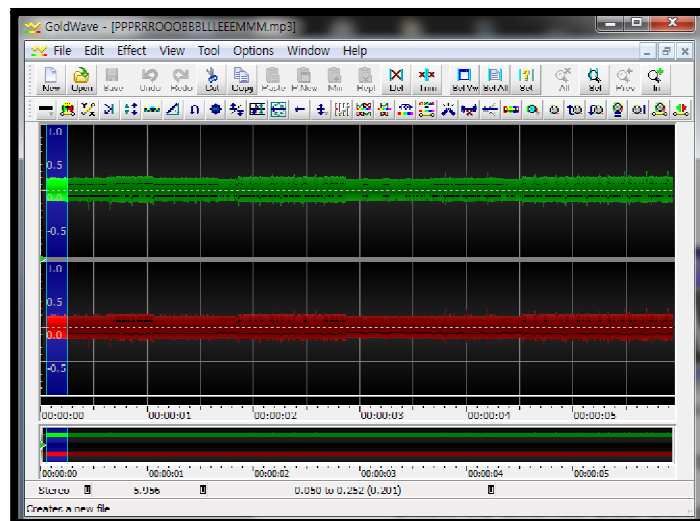 GoldWave - [PPPRRROOOBBBLLLEEEMMM.mp3]
File Edit Effect View Tool Options Window Help
New Open Save Undo Redo Cut Copy Paste P.New Mix Repl Del Trim Sel Vw Sel All Set All Sel Prev In
1.0
0.5
0.0
-0.5
1.0
0.5
0.0
-0.5
00:00:00 00:00:01 00:00:02 00:00:03 00:00:04 00:00:05
00:00:00 00:00:01 00:00:02 00:00:03 00:00:04 00:00:05
Stereo 5.956 0.050 to 0.252 (0.201)
Creates a new file